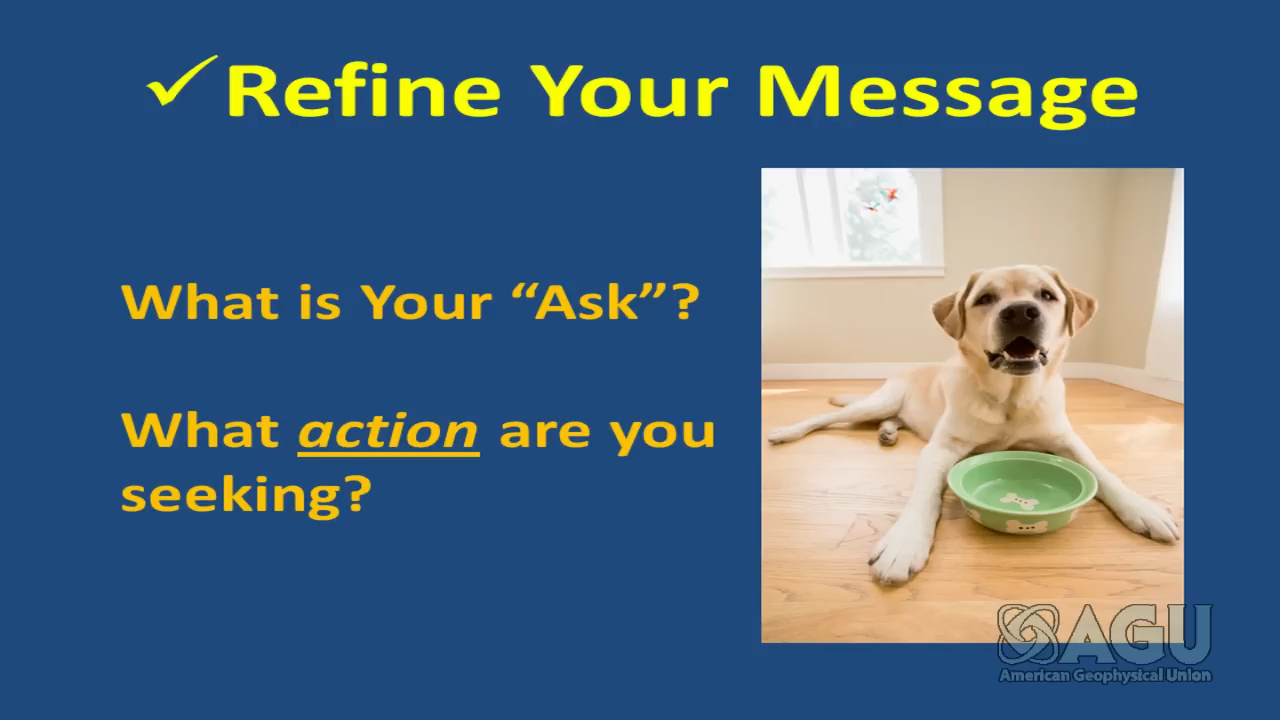 ✓Refine Your Message
What is Your “Ask”?
What action are you
seeking?
AGU
American Geophysical Union